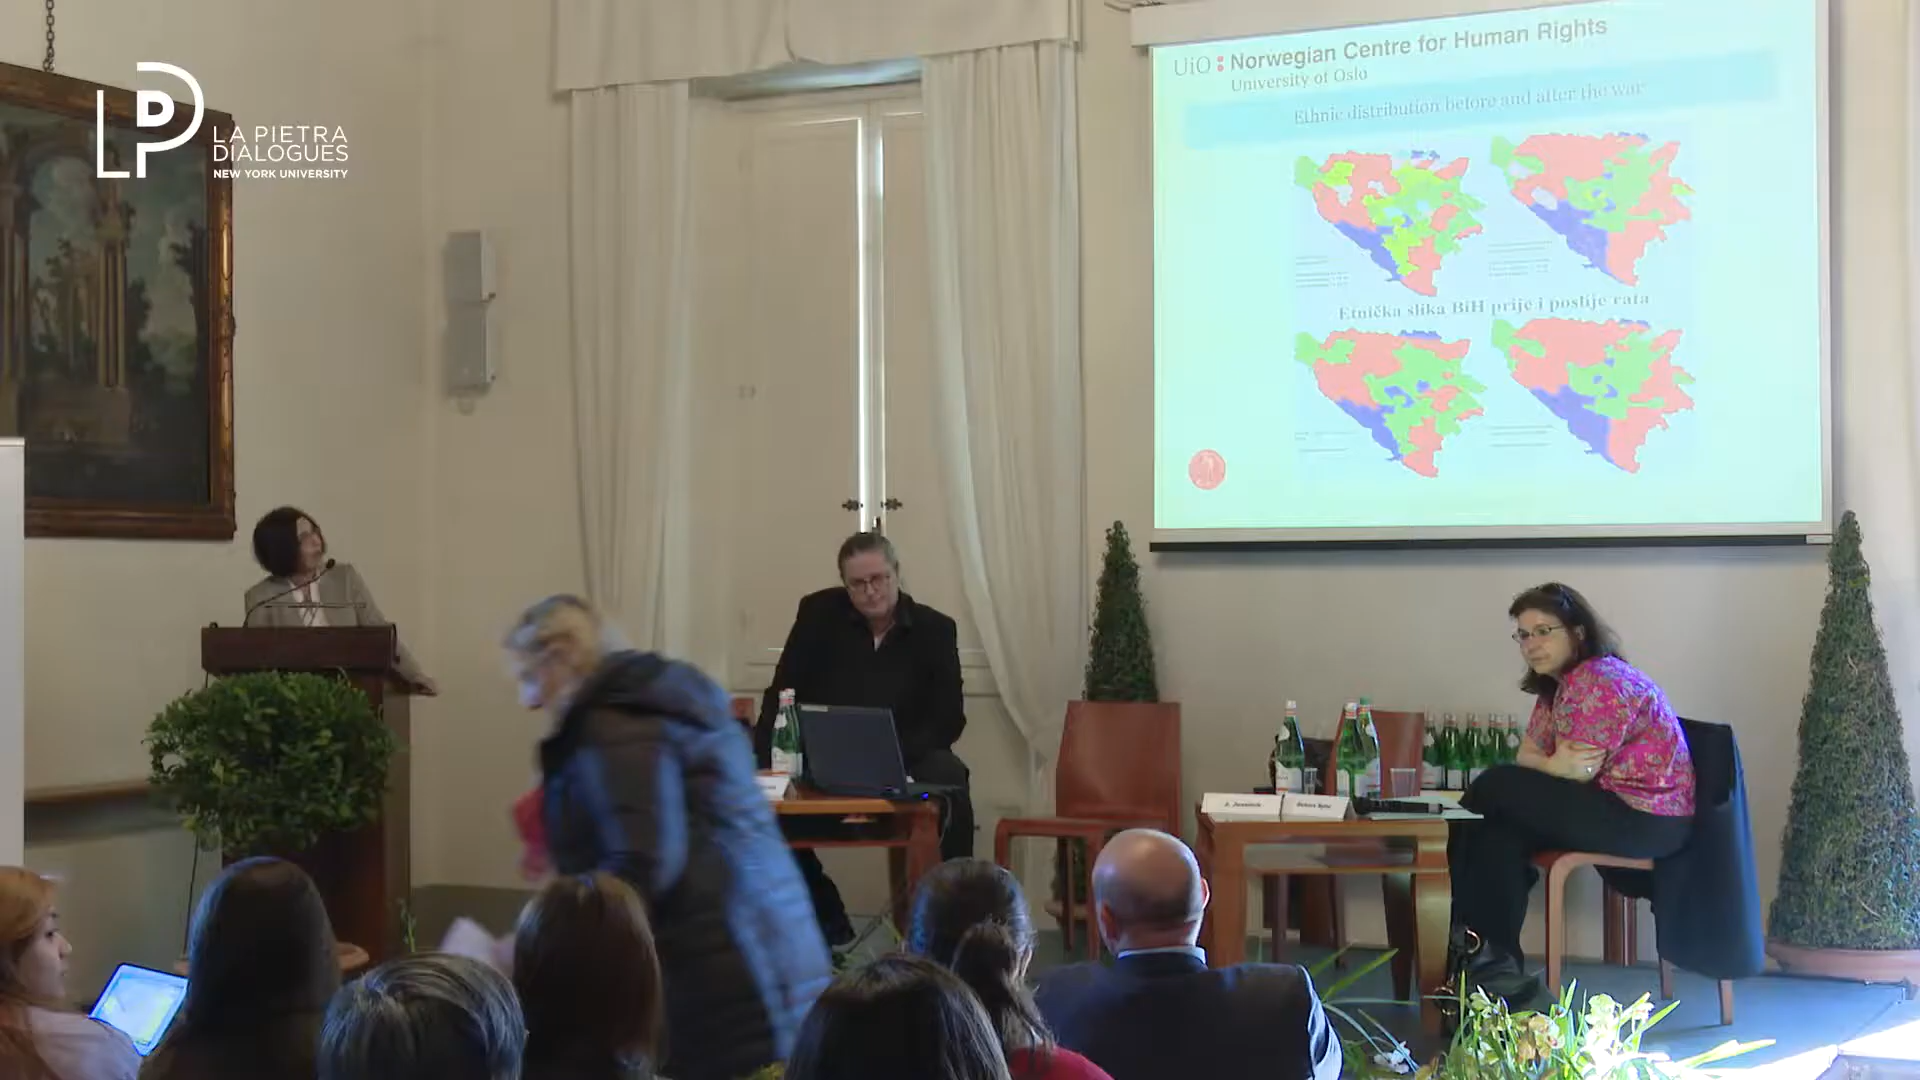 LA PIETRA
DIALOGUES
NEW YORK UNIVERSITY
UiO Norwegian Centre for Human Rights
University of Oslo
Ethnic distribution before and after the war
Etnička slika BiH prije i poslije rata